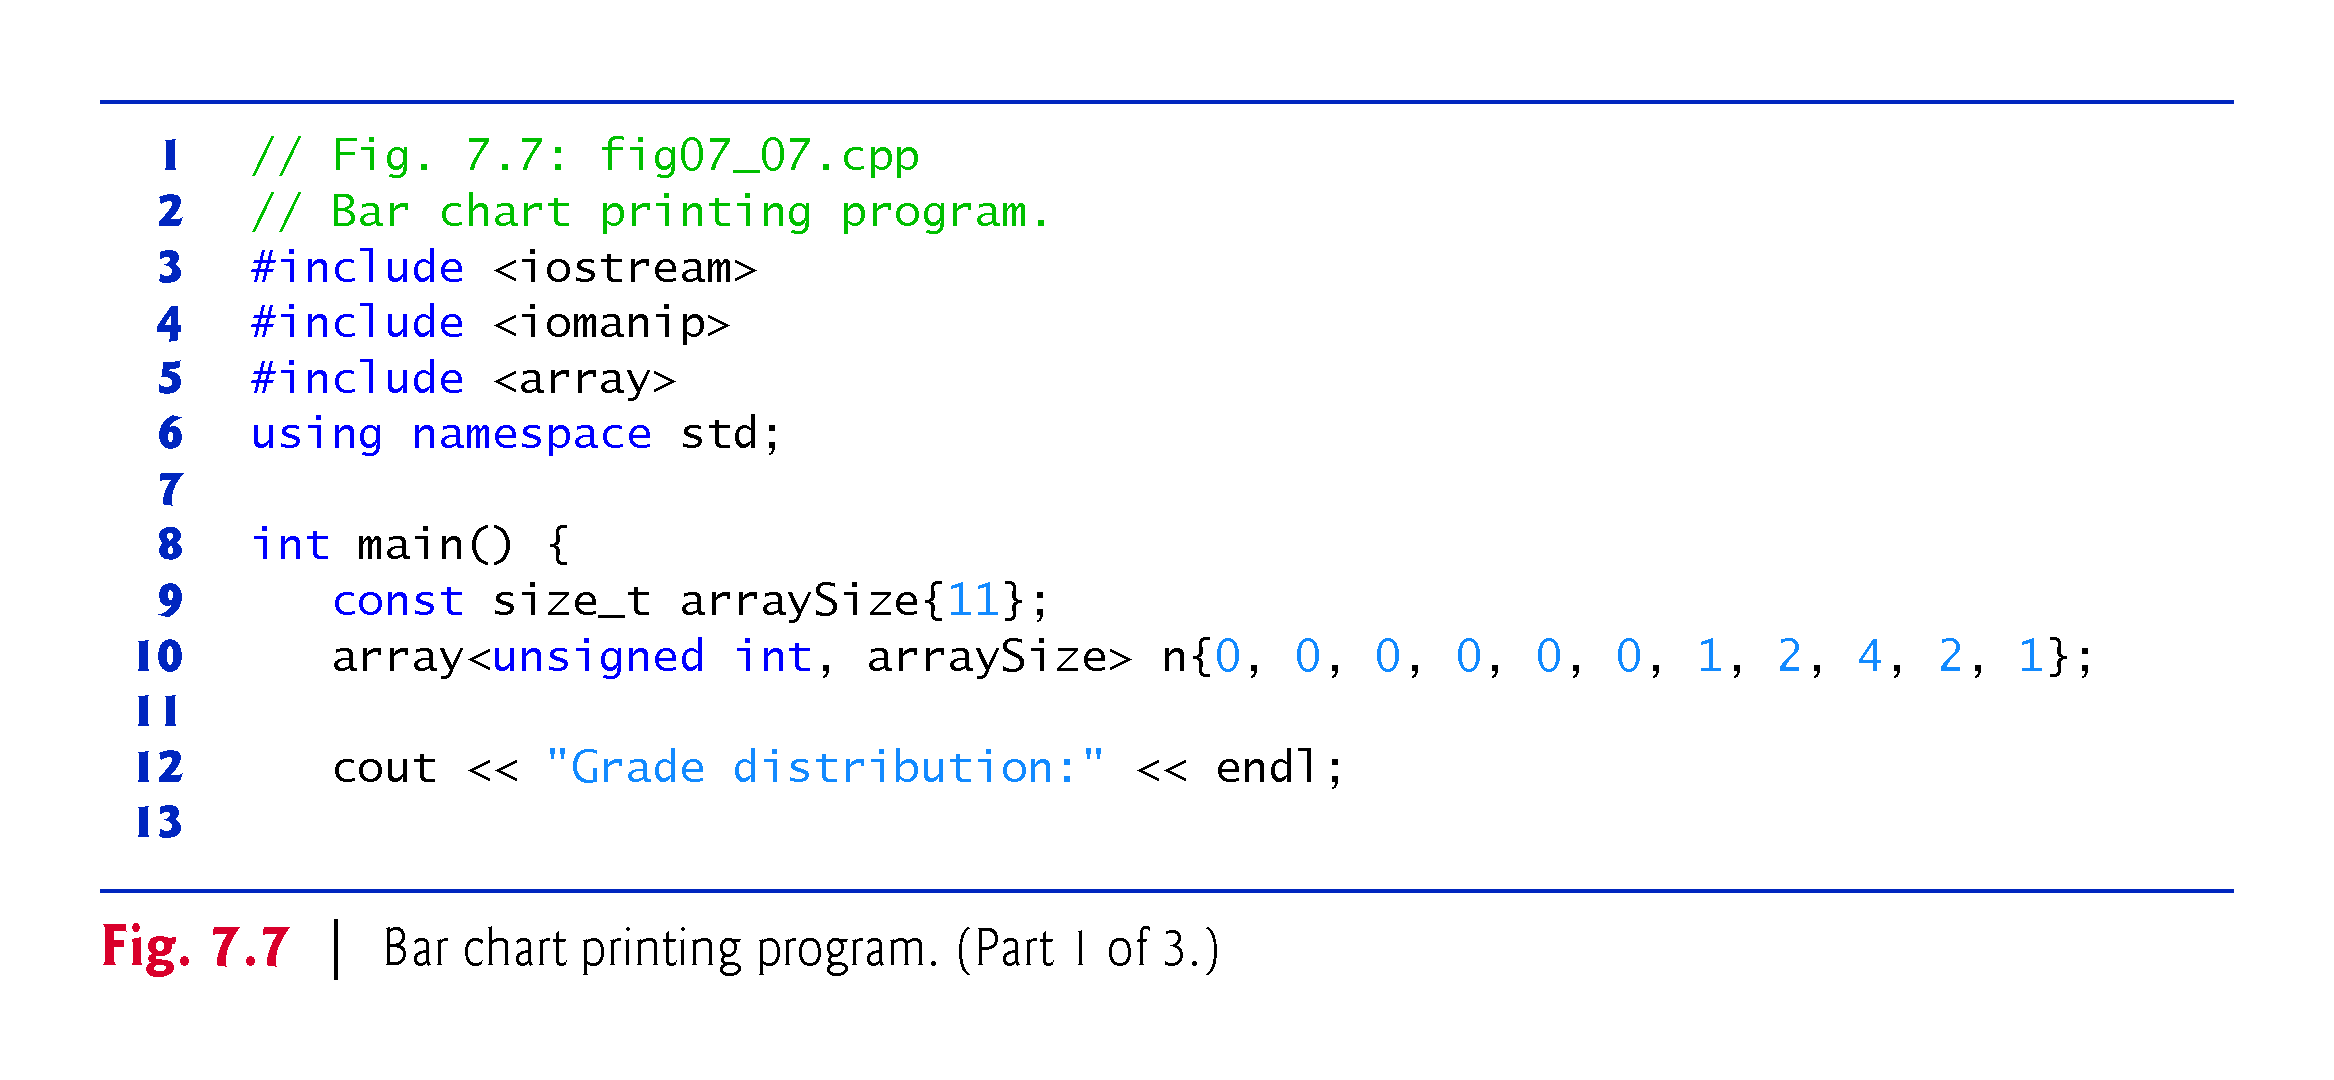 1 // Fig. 7.7: fig07_07.cpp
2 // Bar chart printing program.
3 #include <iostream>
4 #include <iomanip>
5 #include <array>
6 using namespace std;
7
8 int main() {
9    const size_t arraySize{11};
10    array<unsigned int, arraySize> n{0, 0, 0, 0, 0, 0, 1, 2, 4, 2, 1};
11
12    cout << "Grade distribution:" << endl;
13
Fig. 7.7 | Bar chart printing program. (Part 1 of 3.)